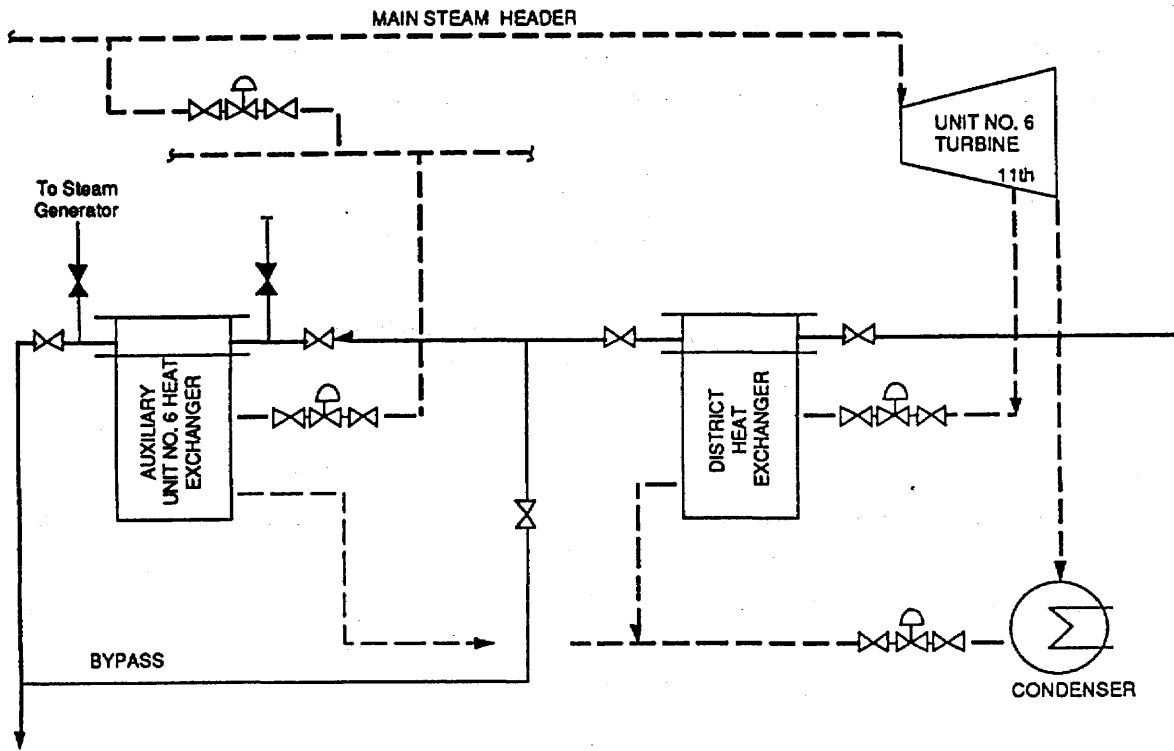 MAIN STEAM HEADER
UNIT NO. 6
TURBINE
11th
To Steam
Generator
AUXILIARY
UNIT NO. 6 HEAT
EXCHANGER
DISTRICT
HEAT
EXCHANGER
BYPASS
CONDENSER